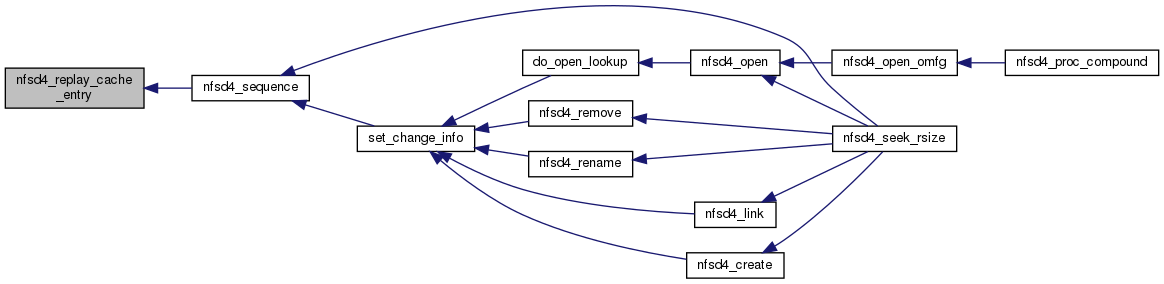 nfsd4_replay_cache
_entry
nfsd4_sequence
set_change_info
do_open_lookup
nfsd4_open
nfsd4_open_omfg
nfsd4_proc_compound
nfsd4_remove
nfsd4_seek_rsize
nfsd4_rename
nfsd4_link
nfsd4_create